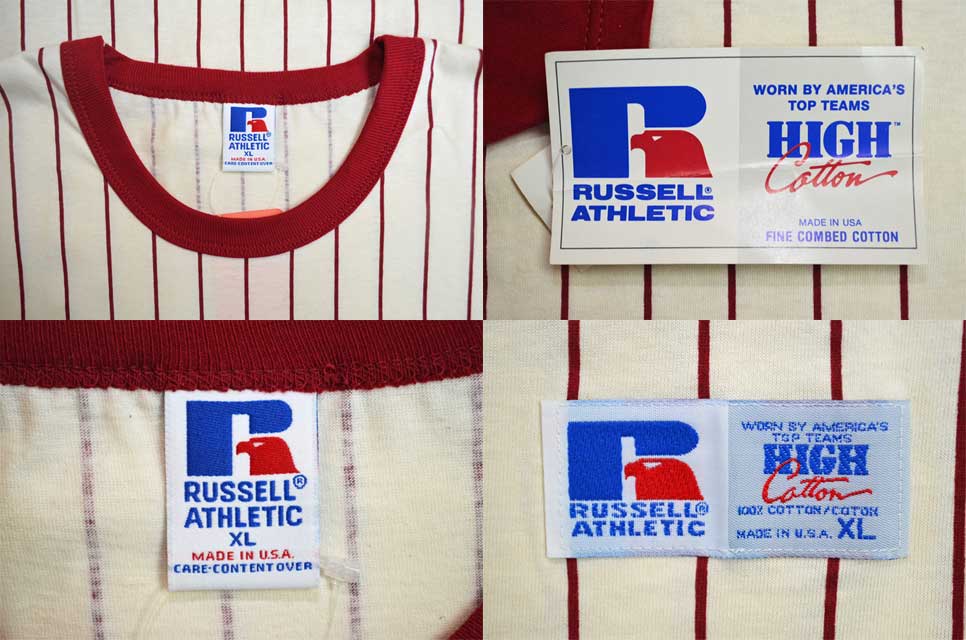 RUSSELL®
ATHLETIC
XL
MADE IN U.S.A.
CARE-CONTENT OVER
RUSSELL®
ATHLETIC
WORN BY AMERICA'S
TOP TEAMS
HIGH™
Cotton
MADE IN USA
FINE COMBED COTTON
RUSSELL®
ATHLETIC
XL
MADE IN U.S.A.
CARE-CONTENT OVER
RUSSELL®
ATHLETIC
WORN BY AMERICA'S
TOP TEAMS
HIGH
Cotton
100% COTTON/COTON
MADE IN U.S.A. XL